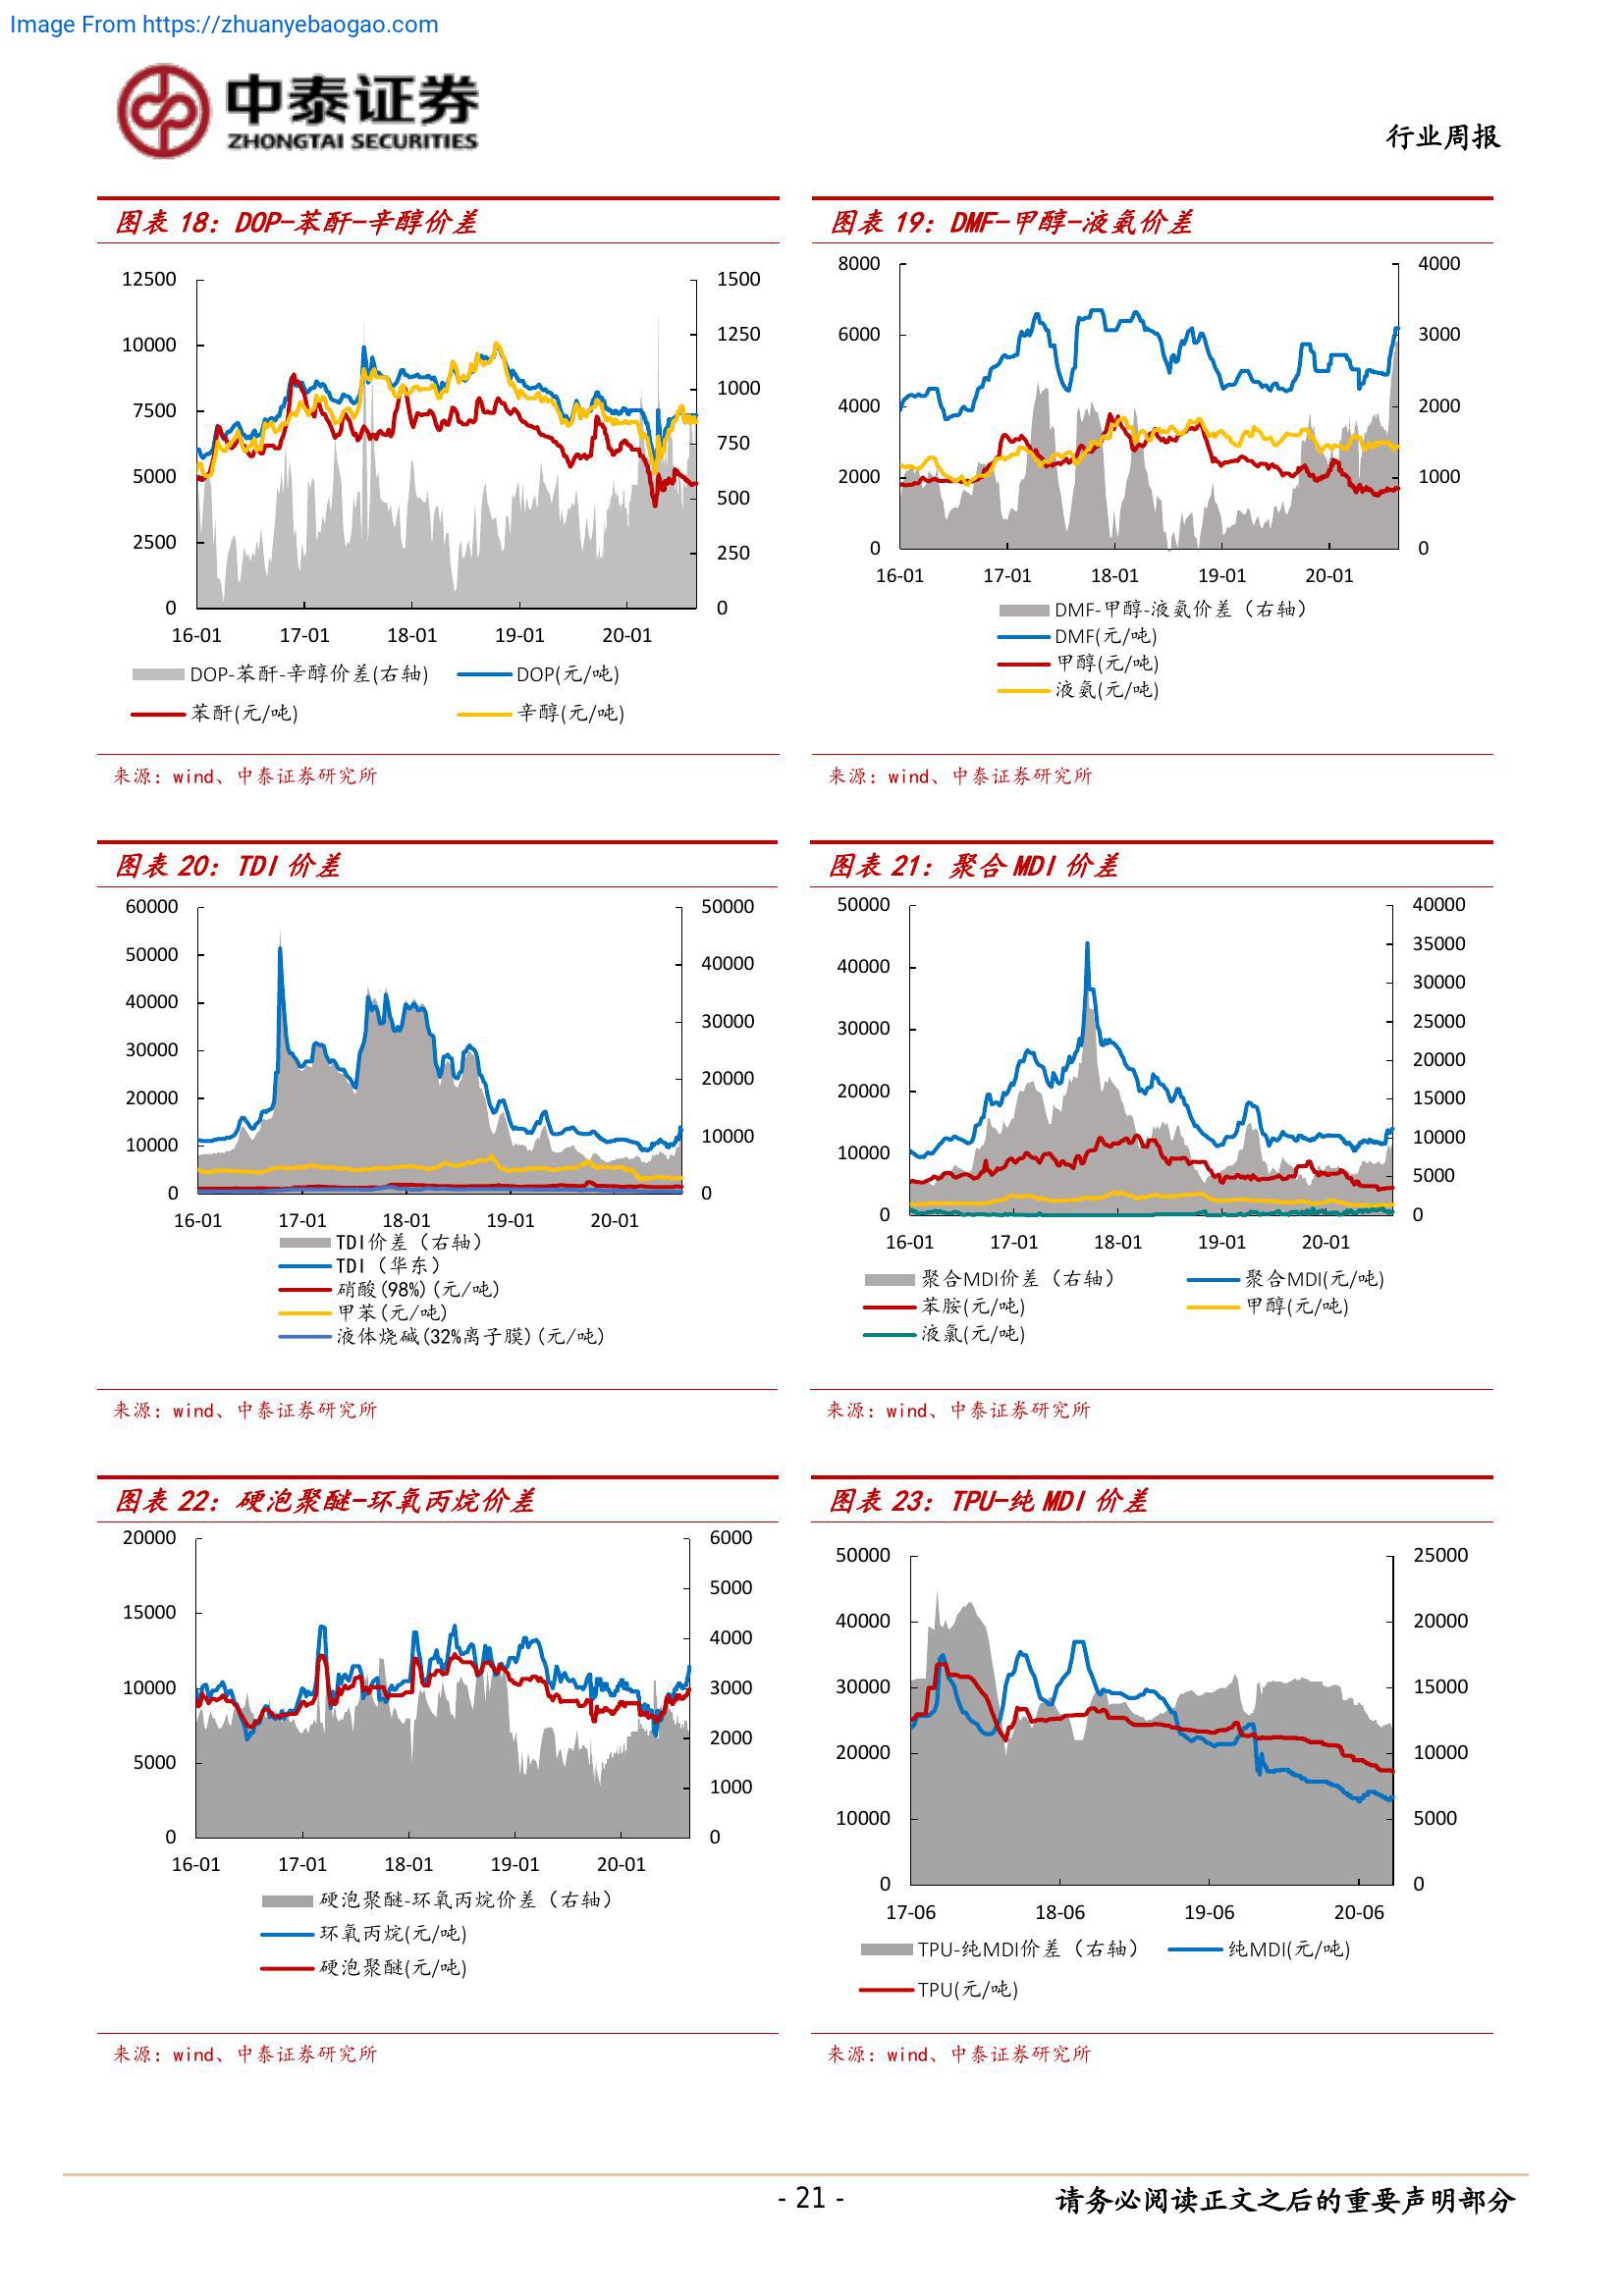 Image From https://zhuanyebaogao.com
中泰证券
ZHONGTAI SECURITIES
行业周报
图表 18：DOP-苯酐-辛醇价差
12500
10000
7500
5000
2500
0
1500
1250
1000
750
500
250
0
16-01 17-01 18-01 19-01 20-01
DOP-苯酐-辛醇价差(右轴) DOP(元/吨)
苯酐(元/吨) 辛醇(元/吨)
来源：wind、中泰证券研究所
图表 19：DMF-甲醇-液氨价差
8000
6000
4000
2000
0
4000
3000
2000
1000
0
16-01 17-01 18-01 19-01 20-01
DMF-甲醇-液氨价差（右轴）
DMF(元/吨)
甲醇(元/吨)
液氨(元/吨)
来源：wind、中泰证券研究所
图表 20：TDI 价差
60000
50000
40000
30000
20000
10000
0
50000
40000
30000
20000
10000
0
16-01 17-01 18-01 19-01 20-01
TDI价差（右轴）
TDI（华东）
硝酸(98%)(元/吨)
甲苯(元/吨)
液体烧碱(32%离子膜)(元/吨)
来源：wind、中泰证券研究所
图表 21：聚合 MDI 价差
50000
40000
30000
20000
10000
0
40000
35000
30000
25000
20000
15000
10000
5000
0
16-01 17-01 18-01 19-01 20-01
聚合MDI价差（右轴） 聚合MDI(元/吨)
苯胺(元/吨) 甲醇(元/吨)
液氯(元/吨)
来源：wind、中泰证券研究所
图表 22：硬泡聚醚-环氧丙烷价差
20000
15000
10000
5000
0
6000
5000
4000
3000
2000
1000
0
16-01 17-01 18-01 19-01 20-01
硬泡聚醚-环氧丙烷价差（右轴）
环氧丙烷(元/吨)
硬泡聚醚(元/吨)
来源：wind、中泰证券研究所
图表 23：TPU-纯 MDI 价差
50000
40000
30000
20000
10000
0
25000
20000
15000
10000
5000
0
17-06 18-06 19-06 20-06
TPU-纯MDI价差（右轴） 纯MDI(元/吨)
TPU(元/吨)
来源：wind、中泰证券研究所
- 21 -
请务必阅读正文之后的重要声明部分